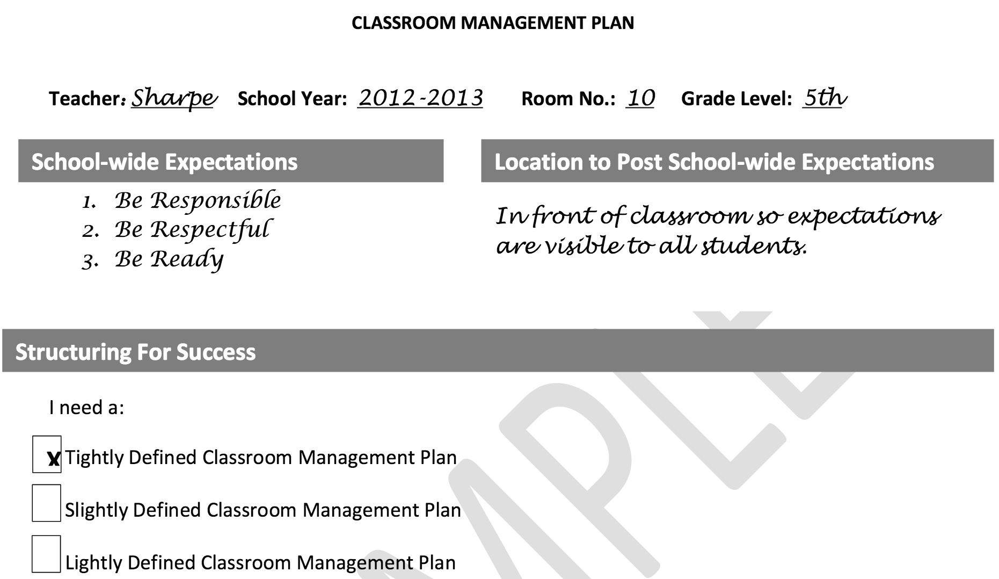 CLASSROOM MANAGEMENT PLAN
Teacher: Sharpe School Year: 2012-2013 Room No.: 10 Grade Level: 5th
School-wide Expectations
1. Be Responsible
2. Be Respectful
3. Be Ready
Location to Post School-wide Expectations
In front of classroom so expectations
are visible to all students.
Structuring For Success
I need a:
X Tightly Defined Classroom Management Plan
Slightly Defined Classroom Management Plan
Lightly Defined Classroom Management Plan
MPLE